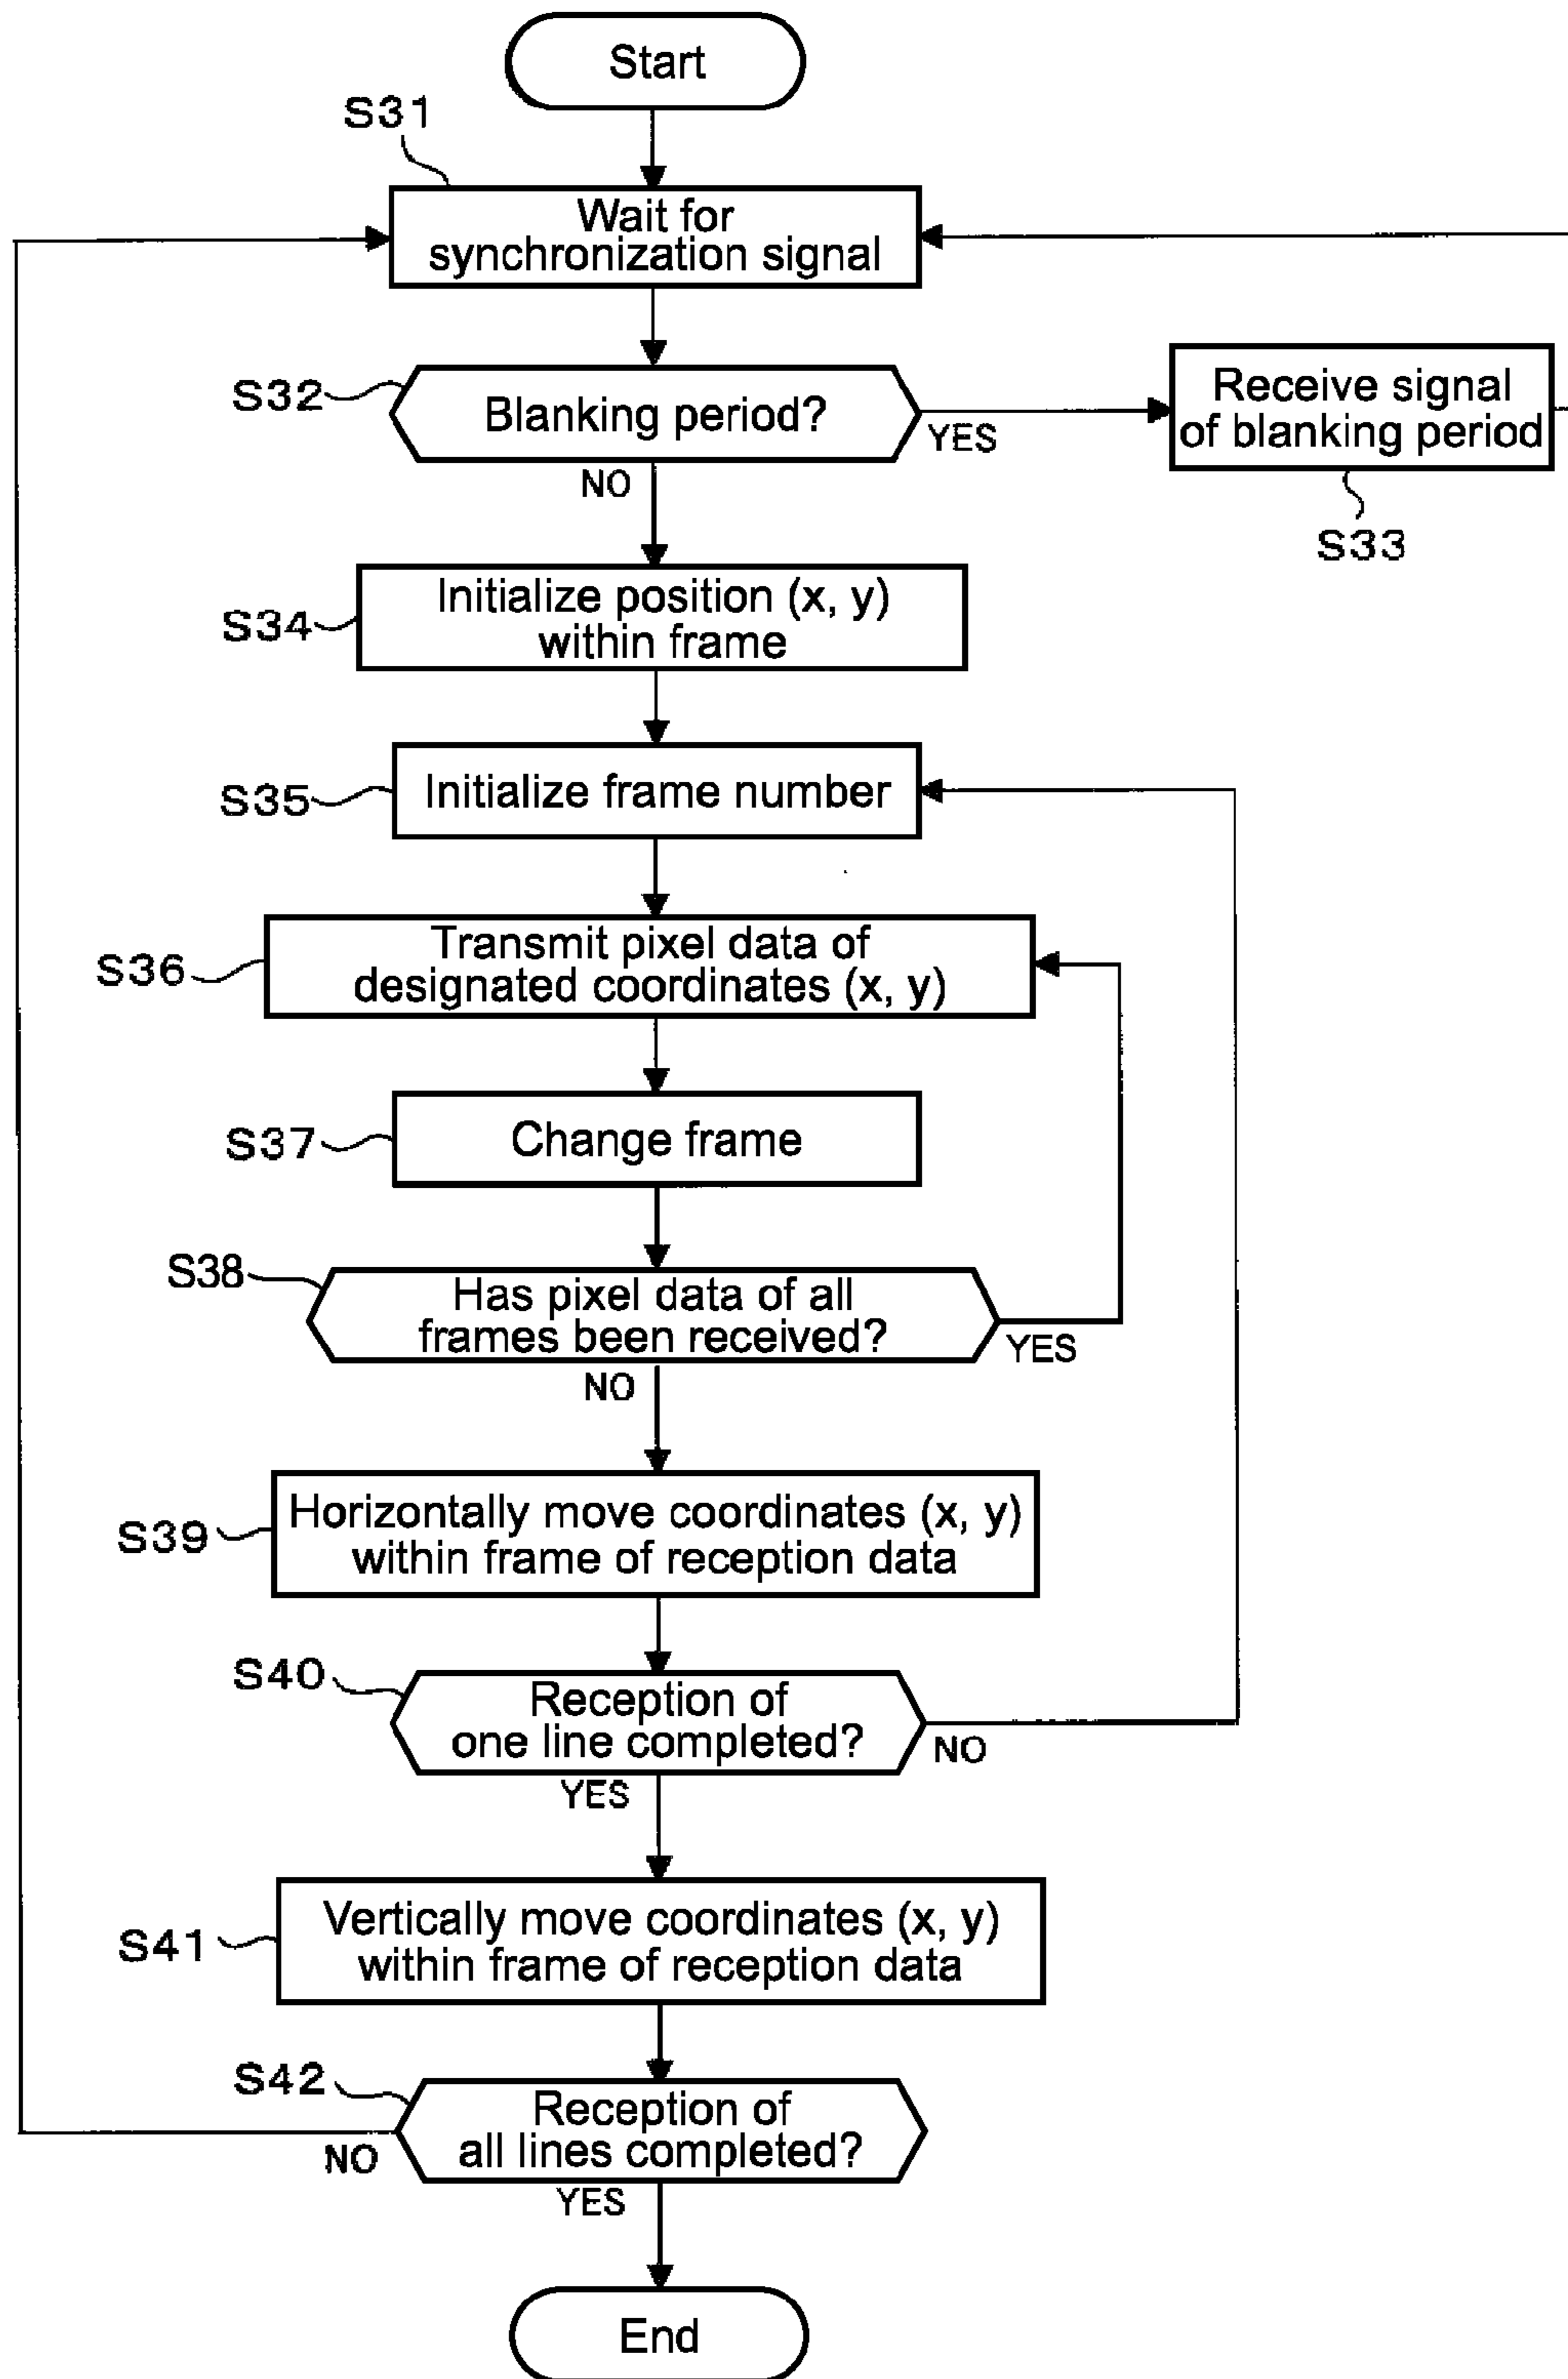 Start
S31
Wait for
synchronization signal
S32
Blanking period?
YES
NO
Receive signal
of blanking period
S33
S34
Initialize position (x, y)
within frame
S35
Initialize frame number
S36
Transmit pixel data of
designated coordinates (x, y)
S37
Change frame
S38
Has pixel data of all
frames been received?
YES
NO
S39
Horizontally move coordinates (x, y)
within frame of reception data
S40
Reception of
one line completed?
NO
YES
S41
Vertically move coordinates (x, y)
within frame of reception data
S42
Reception of
all lines completed?
NO
YES
End